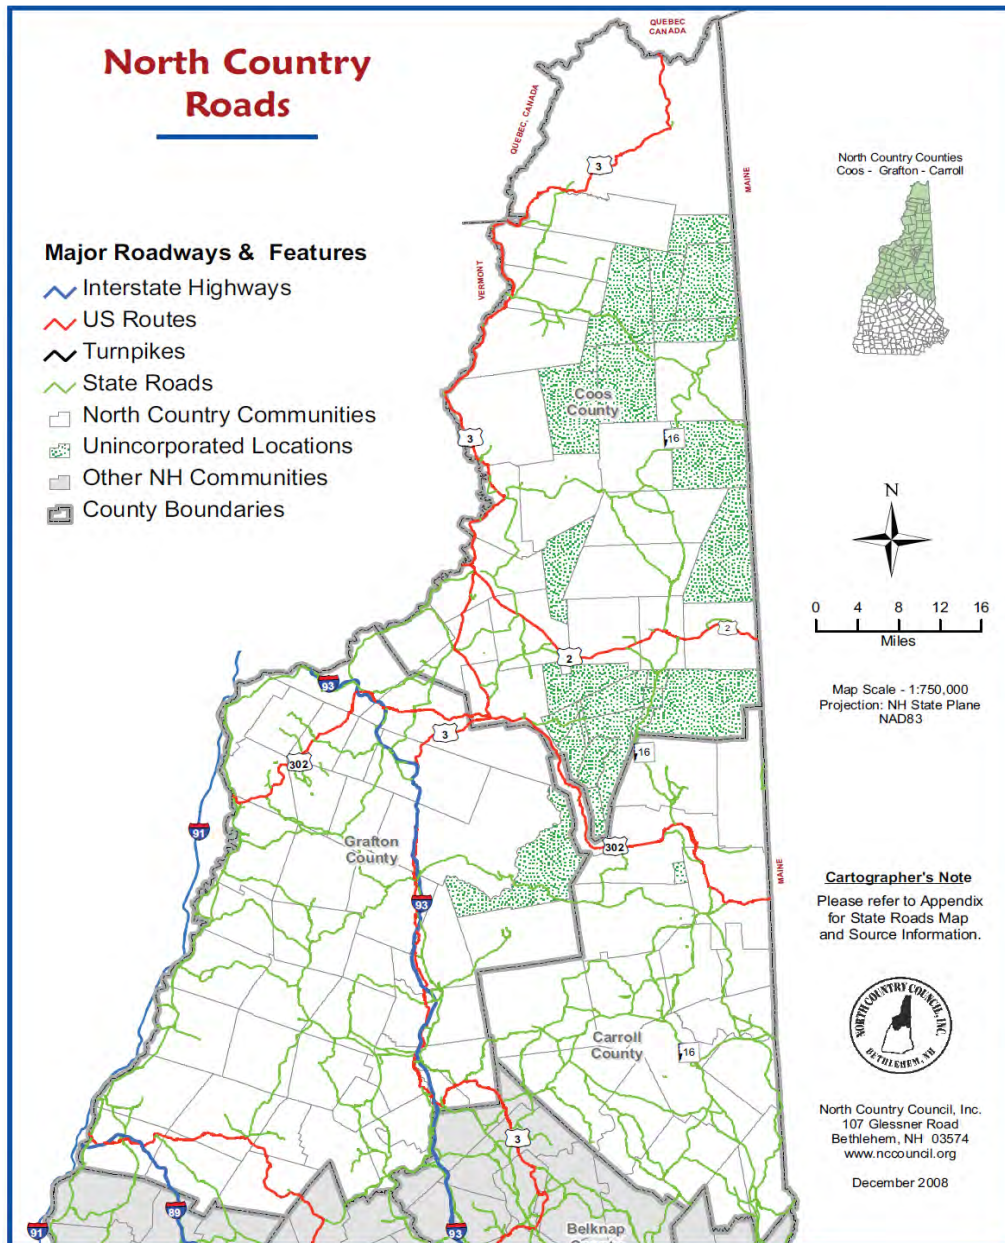 North Country
Roads
QUEBEC
CANADA
QUEBEC, CANADA
MAINE
VERMONT
North Country Counties
Coos - Grafton - Carroll
Major Roadways & Features
Interstate Highways
US Routes
Turnpikes
State Roads
North Country Communities
Unincorporated Locations
Other NH Communities
County Boundaries
3
Coos
County
16
3
N
0 4 8 12 16
Miles
2
2
Map Scale - 1:750,000
Projection: NH State Plane
NAD83
93
3
16
302
91
Grafton
County
302
MAINE
93
Cartographer's Note
Please refer to Appendix
for State Roads Map
and Source Information.
NORTH COUNTRY COUNCIL, INC.
BETHLEHEM, NH
Carroll
County
16
North Country Council, Inc.
107 Glessner Road
Bethlehem, NH 03574
www.nccouncil.org
December 2008
3
89
91
93
Belknap